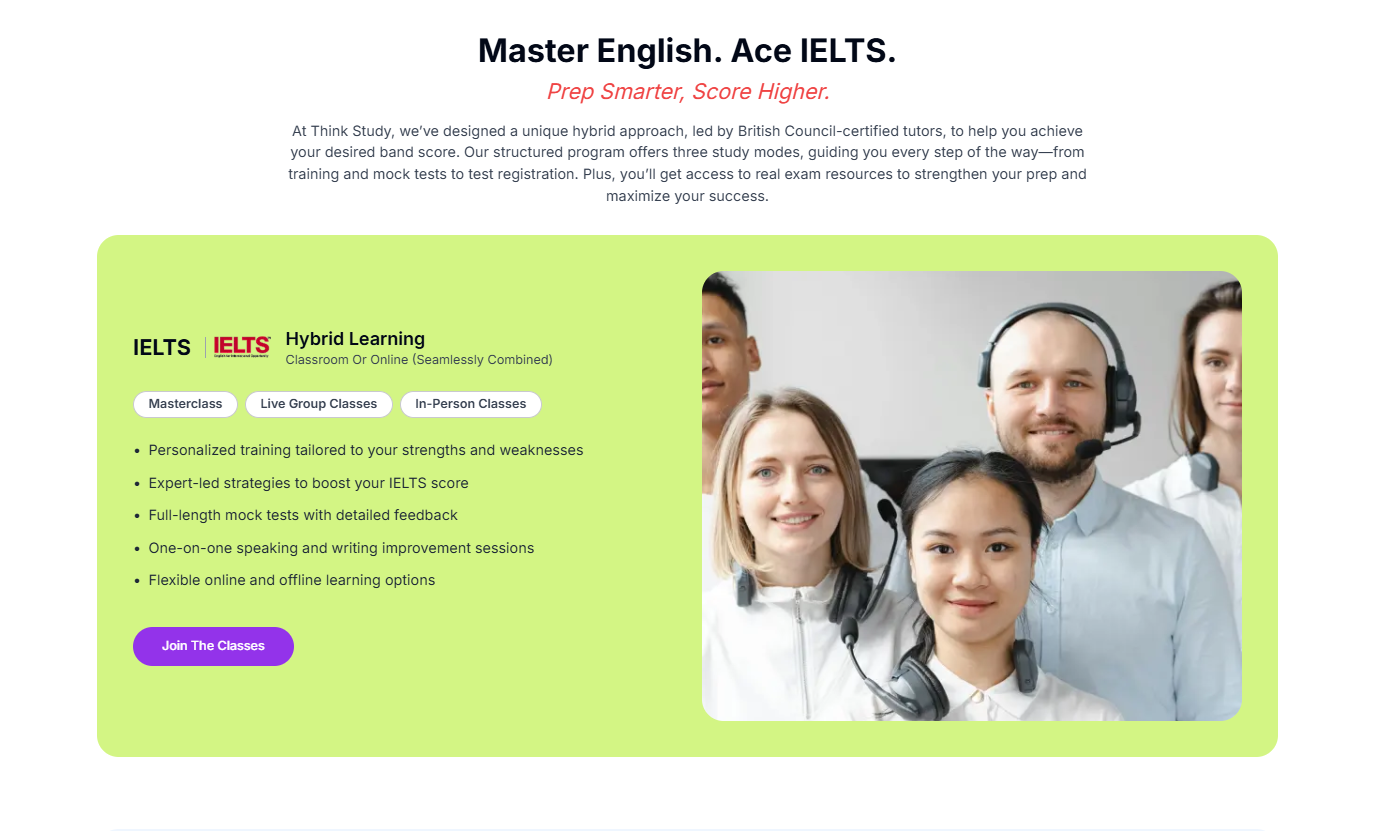 Master English. Ace IELTS.
Prep Smarter, Score Higher.
At Think Study, we’ve designed a unique hybrid approach, led by British Council-certified tutors, to help you achieve
your desired band score. Our structured program offers three study modes, guiding you every step of the way—from
training and mock tests to test registration. Plus, you’ll get access to real exam resources to strengthen your prep and
maximize your success.
IELTS
IELTS
Hybrid Learning
Classroom Or Online (Seamlessly Combined)
Masterclass
Live Group Classes
In-Person Classes
• Personalized training tailored to your strengths and weaknesses
• Expert-led strategies to boost your IELTS score
• Full-length mock tests with detailed feedback
• One-on-one speaking and writing improvement sessions
• Flexible online and offline learning options
Join The Classes